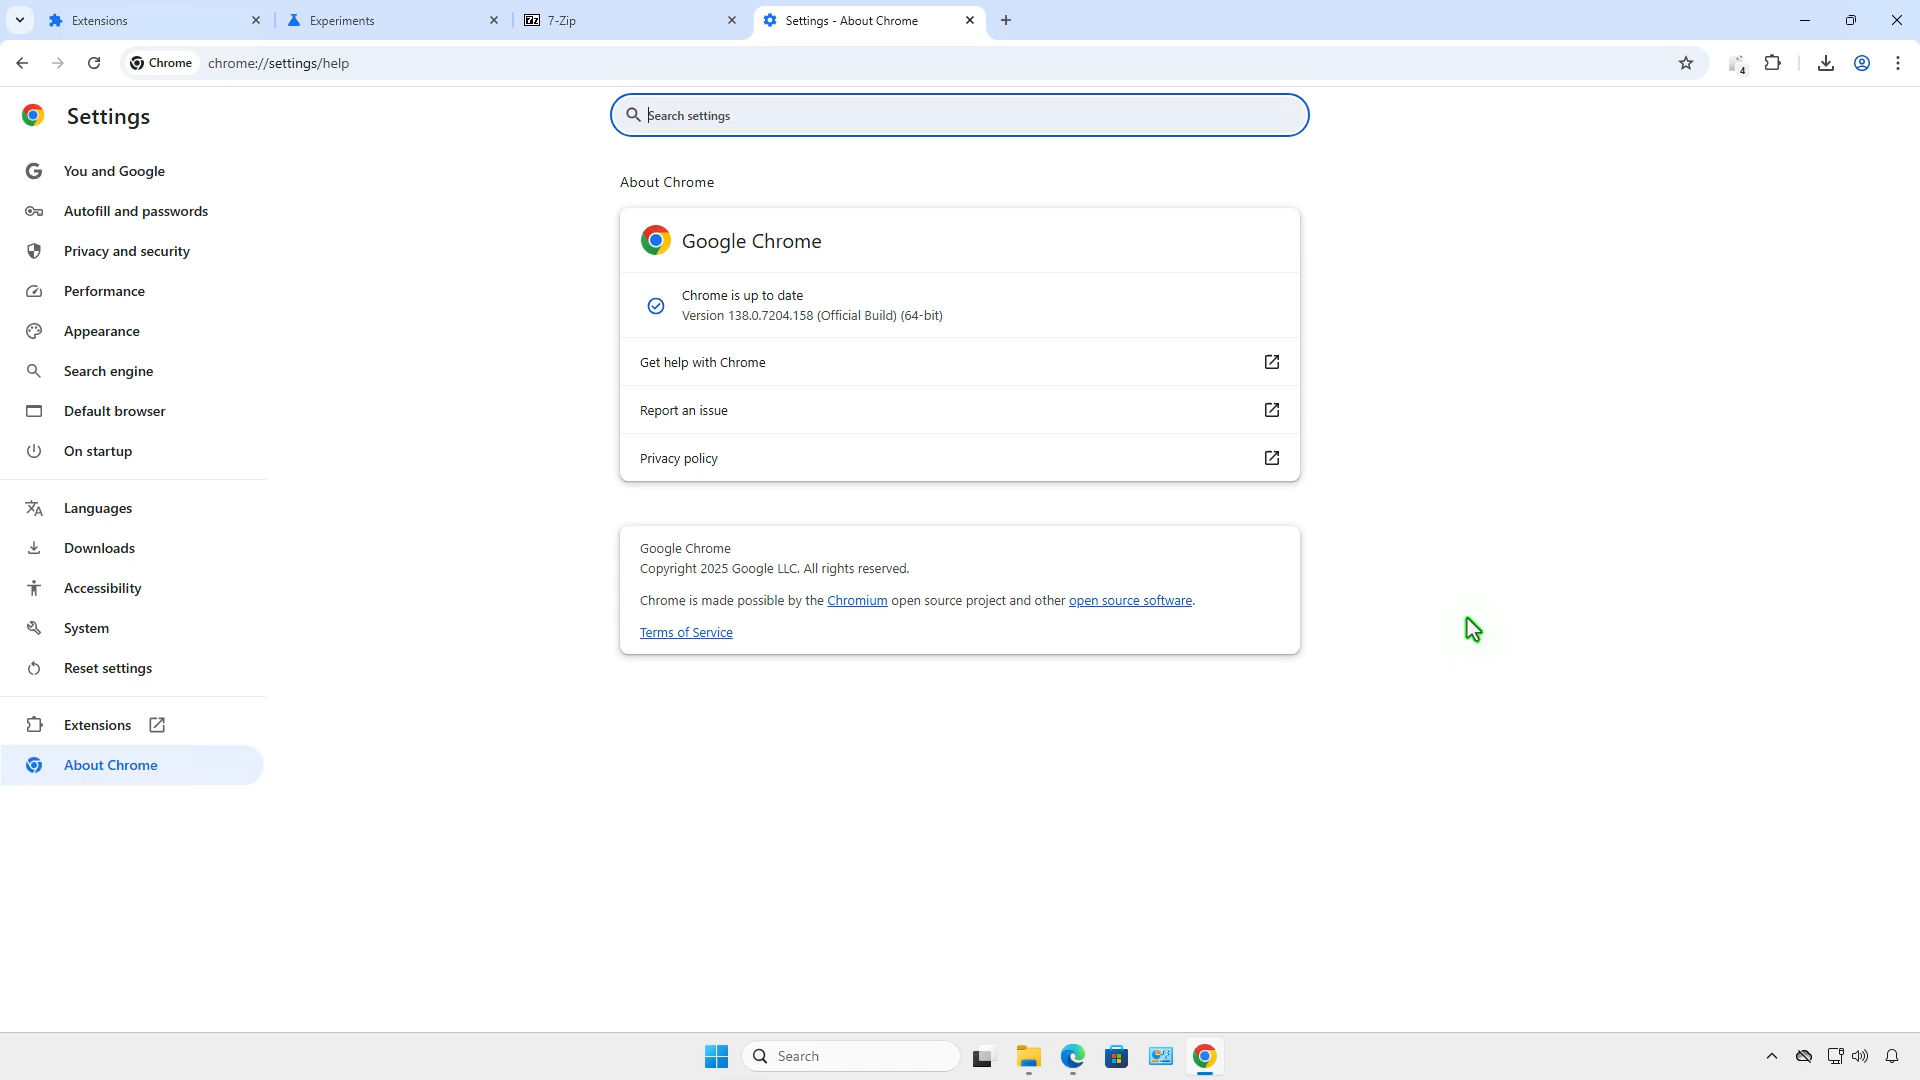 Extensions
Experiments
7z 7-Zip
Settings - About Chrome
Chrome chrome://settings/help
4
Settings
Search settings
You and Google
Autofill and passwords
Privacy and security
Performance
Appearance
Search engine
Default browser
On startup
Languages
Downloads
Accessibility
System
Reset settings
Extensions
About Chrome
About Chrome
Google Chrome
Chrome is up to date
Version 138.0.7204.158 (Official Build) (64-bit)
Get help with Chrome
Report an issue
Privacy policy
Google Chrome
Copyright 2025 Google LLC. All rights reserved.
Chrome is made possible by the Chromium open source project and other open source software.
Terms of Service
Search